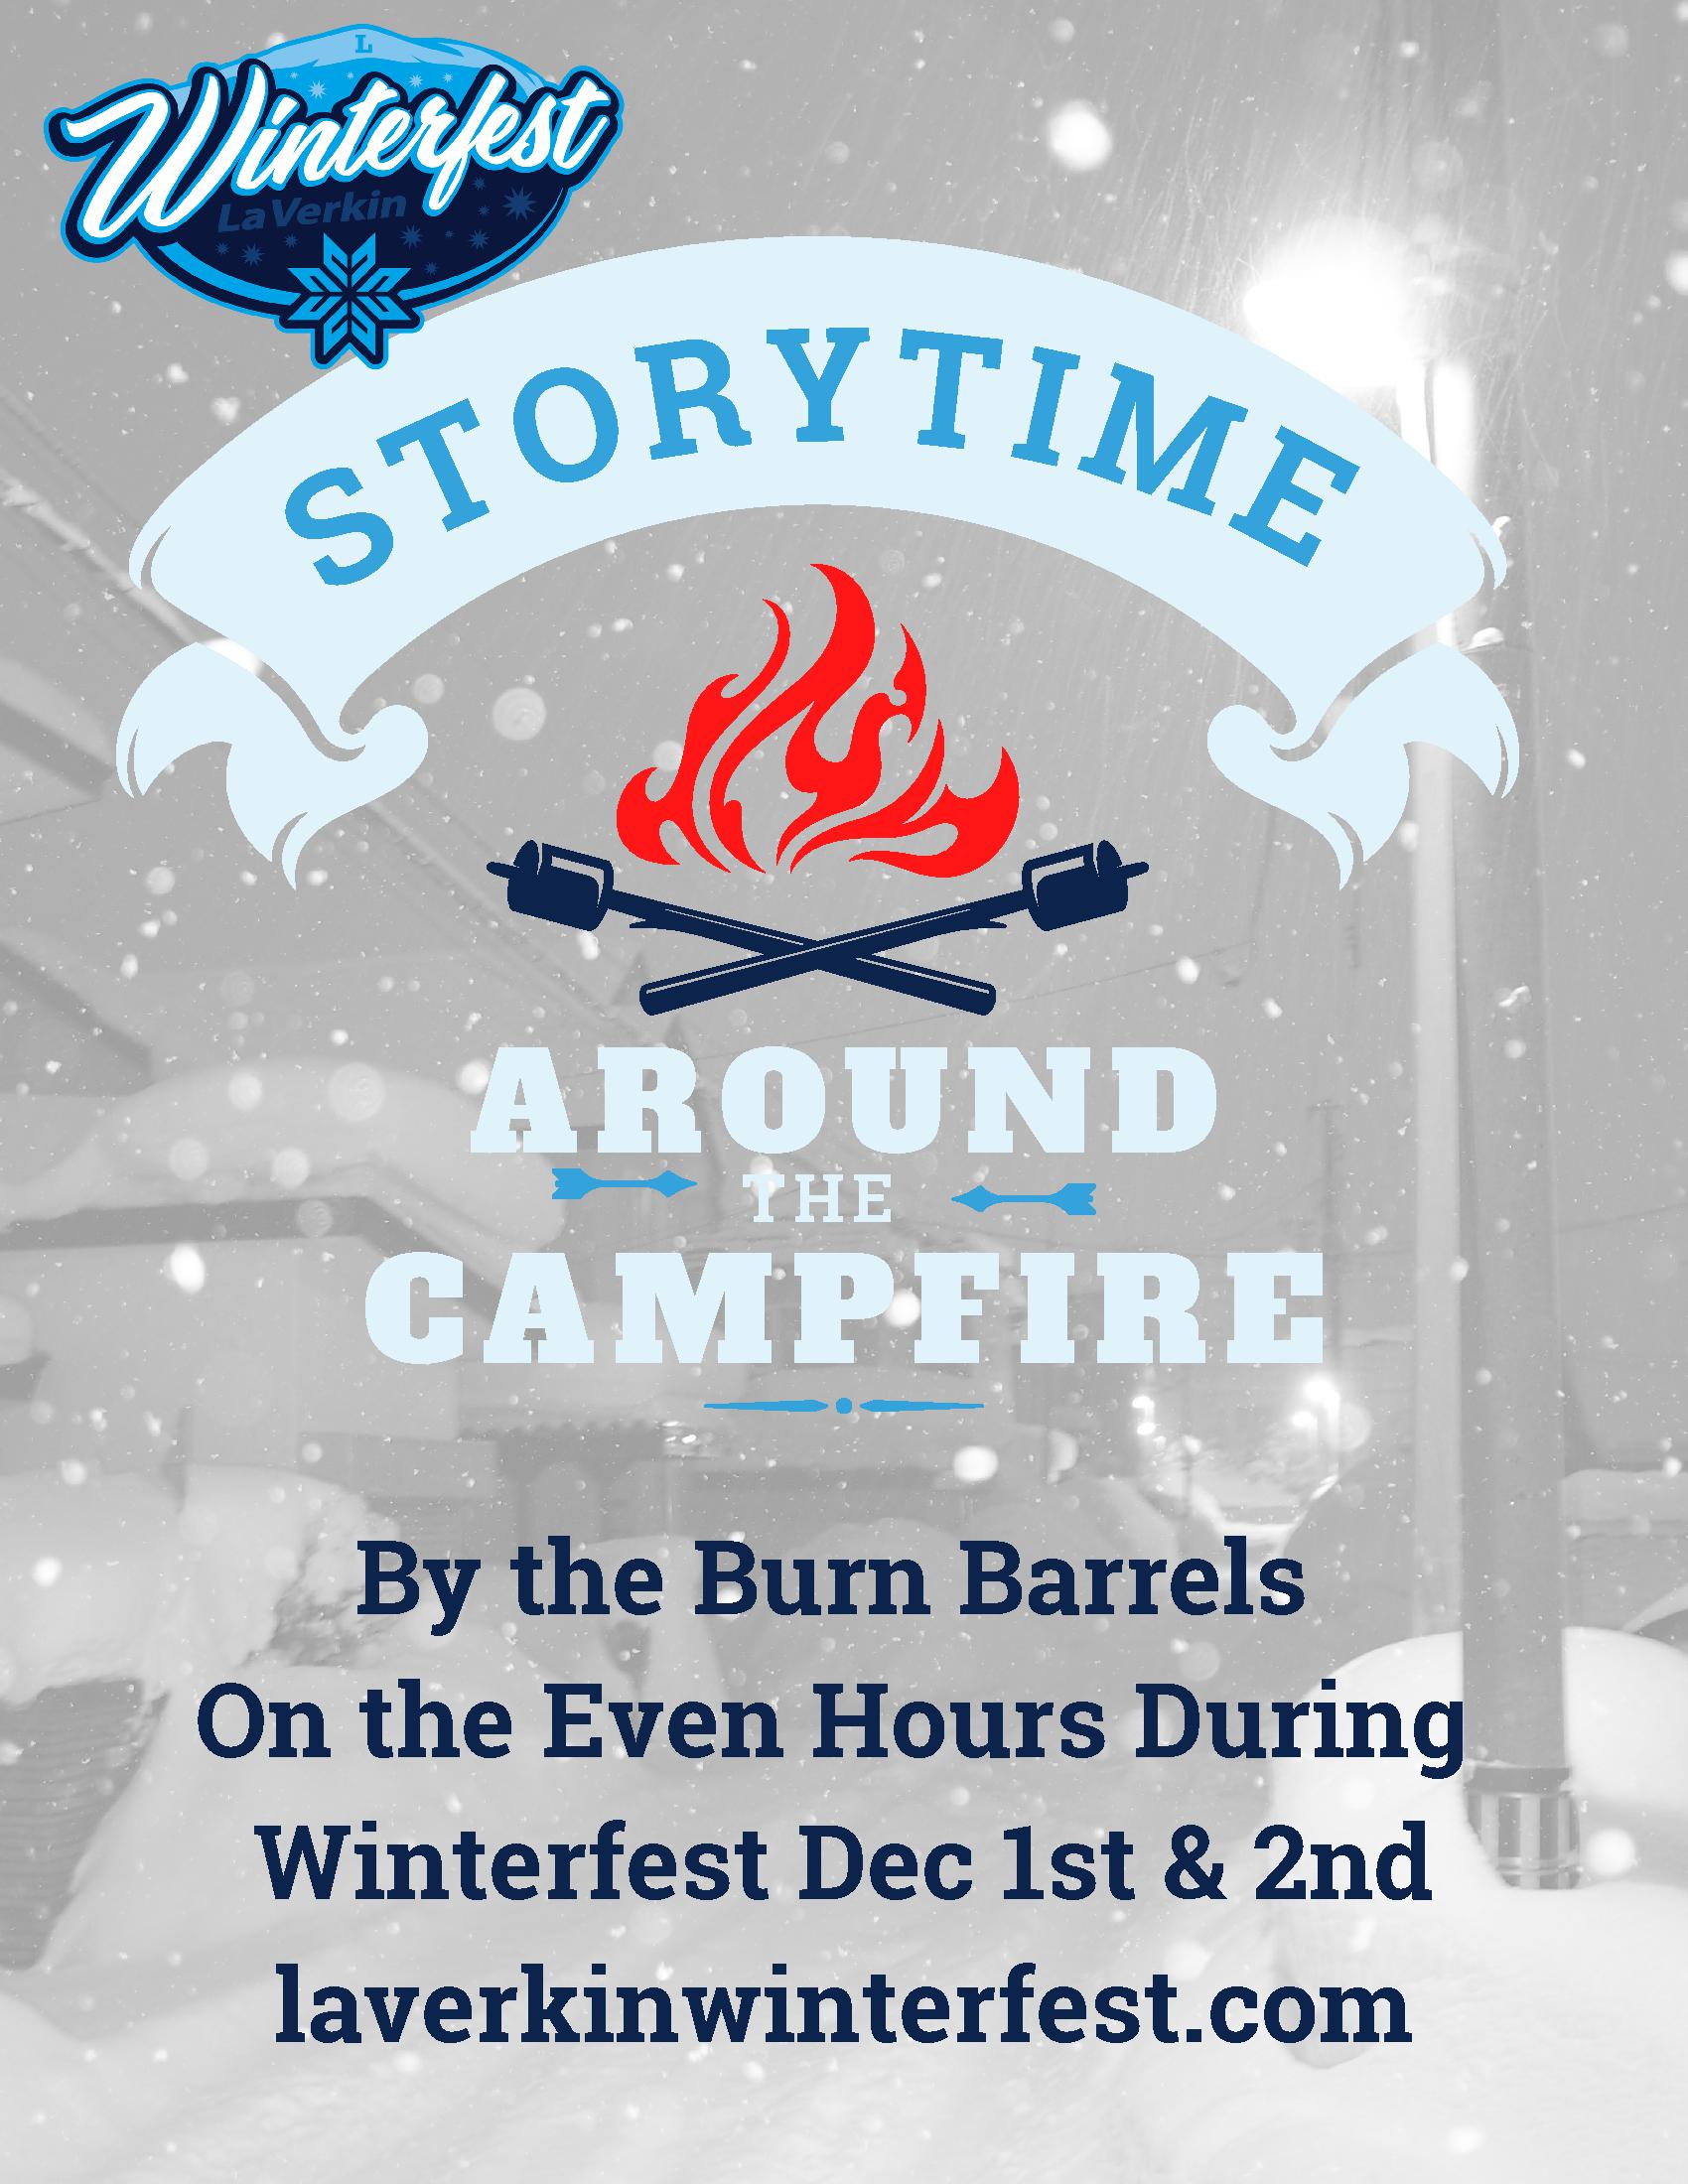 L
Winterfest
LaVerkin
STORYTIME
AROUND
THE
CAMPFIRE
By the Burn Barrels
On the Even Hours During
Winterfest Dec 1st & 2nd
laverkinwinterfest.com